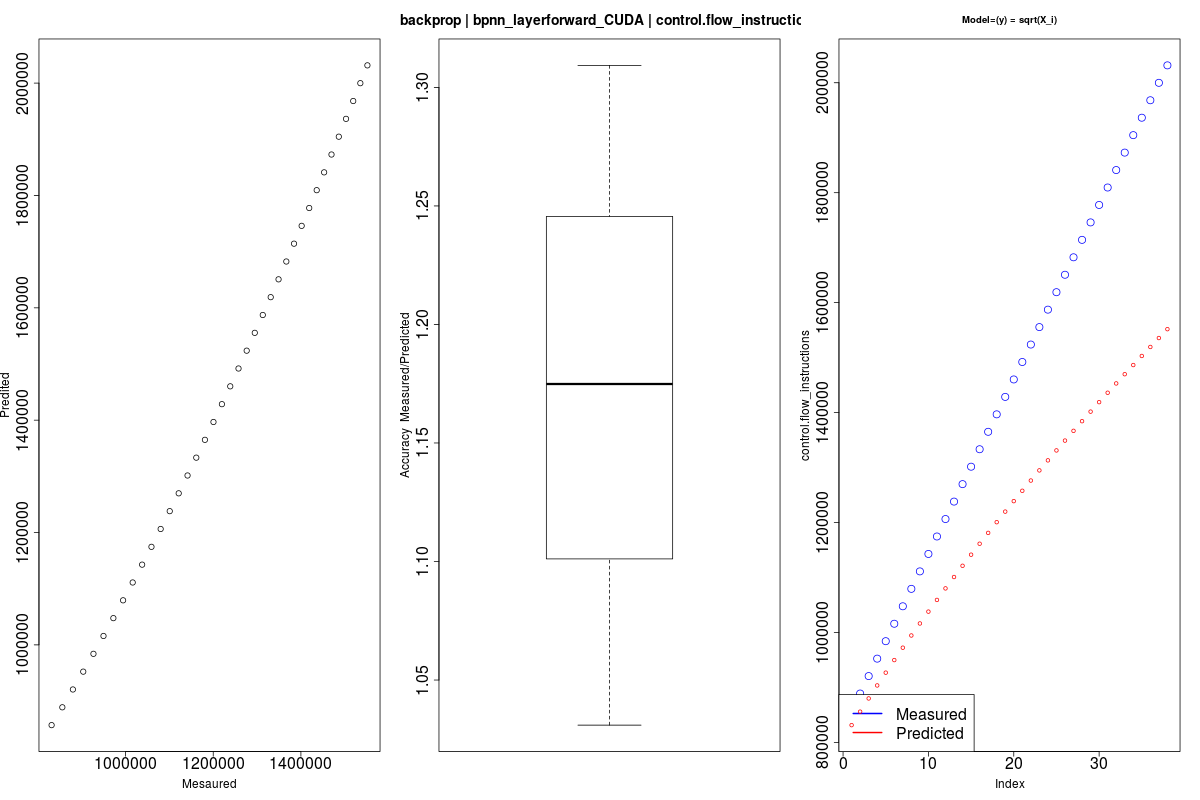 backprop | bpnn_layerforward_CUDA | control.flow_instructic
Model=(y) = sqrt(X_i)
Predited
1000000
1200000
1400000
1600000
1800000
2000000
1000000 1200000 1400000
Mesaured
Accuracy Measured/Predicted
1.05
1.10
1.15
1.20
1.25
1.30
control.flow_instructions
800000
1000000
1200000
1400000
1600000
1800000
2000000
Measured
Predicted
0 10 20 30
Index